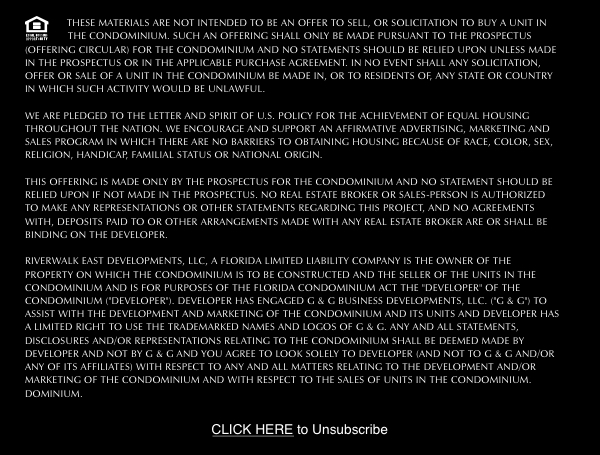 THESE MATERIALS ARE NOT INTENDED TO BE AN OFFER TO SELL, OR SOLICITATION TO BUY A UNIT IN
THE CONDOMINIUM. SUCH AN OFFERING SHALL ONLY BE MADE PURSUANT TO THE PROSPECTUS
(OFFERING CIRCULAR) FOR THE CONDOMINIUM AND NO STATEMENTS SHOULD BE RELIED UPON UNLESS MADE
IN THE PROSPECTUS OR IN THE APPLICABLE PURCHASE AGREEMENT. IN NO EVENT SHALL ANY SOLICITATION,
OFFER OR SALE OF A UNIT IN THE CONDOMINIUM BE MADE IN, OR TO RESIDENTS OF, ANY STATE OR COUNTRY
IN WHICH SUCH ACTIVITY WOULD BE UNLAWFUL.
WE ARE PLEDGED TO THE LETTER AND SPIRIT OF U.S. POLICY FOR THE ACHIEVEMENT OF EQUAL HOUSING
THROUGHOUT THE NATION. WE ENCOURAGE AND SUPPORT AN AFFIRMATIVE ADVERTISING, MARKETING AND
SALES PROGRAM IN WHICH THERE ARE NO BARRIERS TO OBTAINING HOUSING BECAUSE OF RACE, COLOR, SEX,
RELIGION, HANDICAP, FAMILIAL STATUS OR NATIONAL ORIGIN.
THIS OFFERING IS MADE ONLY BY THE PROSPECTUS FOR THE CONDOMINIUM AND NO STATEMENT SHOULD BE
RELIED UPON IF NOT MADE IN THE PROSPECTUS. NO REAL ESTATE BROKER OR SALES-PERSON IS AUTHORIZED
TO MAKE ANY REPRESENTATIONS OR OTHER STATEMENTS REGARDING THIS PROJECT, AND NO AGREEMENTS
WITH, DEPOSITS PAID TO OR OTHER ARRANGEMENTS MADE WITH ANY REAL ESTATE BROKER ARE OR SHALL BE
BINDING ON THE DEVELOPER.
RIVERWALK EAST DEVELOPMENTS, LLC, A FLORIDA LIMITED LIABILITY COMPANY IS THE OWNER OF THE
PROPERTY ON WHICH THE CONDOMINIUM IS TO BE CONSTRUCTED AND THE SELLER OF THE UNITS IN THE
CONDOMINIUM AND IS FOR PURPOSES OF THE FLORIDA CONDOMINIUM ACT THE "DEVELOPER" OF THE
CONDOMINIUM ("DEVELOPER"). DEVELOPER HAS ENGAGED G & G BUSINESS DEVELOPMENTS, LLC. ("G & G") TO
ASSIST WITH THE DEVELOPMENT AND MARKETING OF THE CONDOMINIUM AND ITS UNITS AND DEVELOPER HAS
A LIMITED RIGHT TO USE THE TRADEMARKED NAMES AND LOGOS OF G & G. ANY AND ALL STATEMENTS,
DISCLOSURES AND/OR REPRESENTATIONS RELATING TO THE CONDOMINIUM SHALL BE DEEMED MADE BY
DEVELOPER AND NOT BY G & G AND YOU AGREE TO LOOK SOLELY TO DEVELOPER (AND NOT TO G & G AND/OR
ANY OF ITS AFFILIATES) WITH RESPECT TO ANY AND ALL MATTERS RELATING TO THE DEVELOPMENT AND/OR
MARKETING OF THE CONDOMINIUM AND WITH RESPECT TO THE SALES OF UNITS IN THE CONDOMINIUM.
DOMINIUM.
CLICK HERE to Unsubscribe